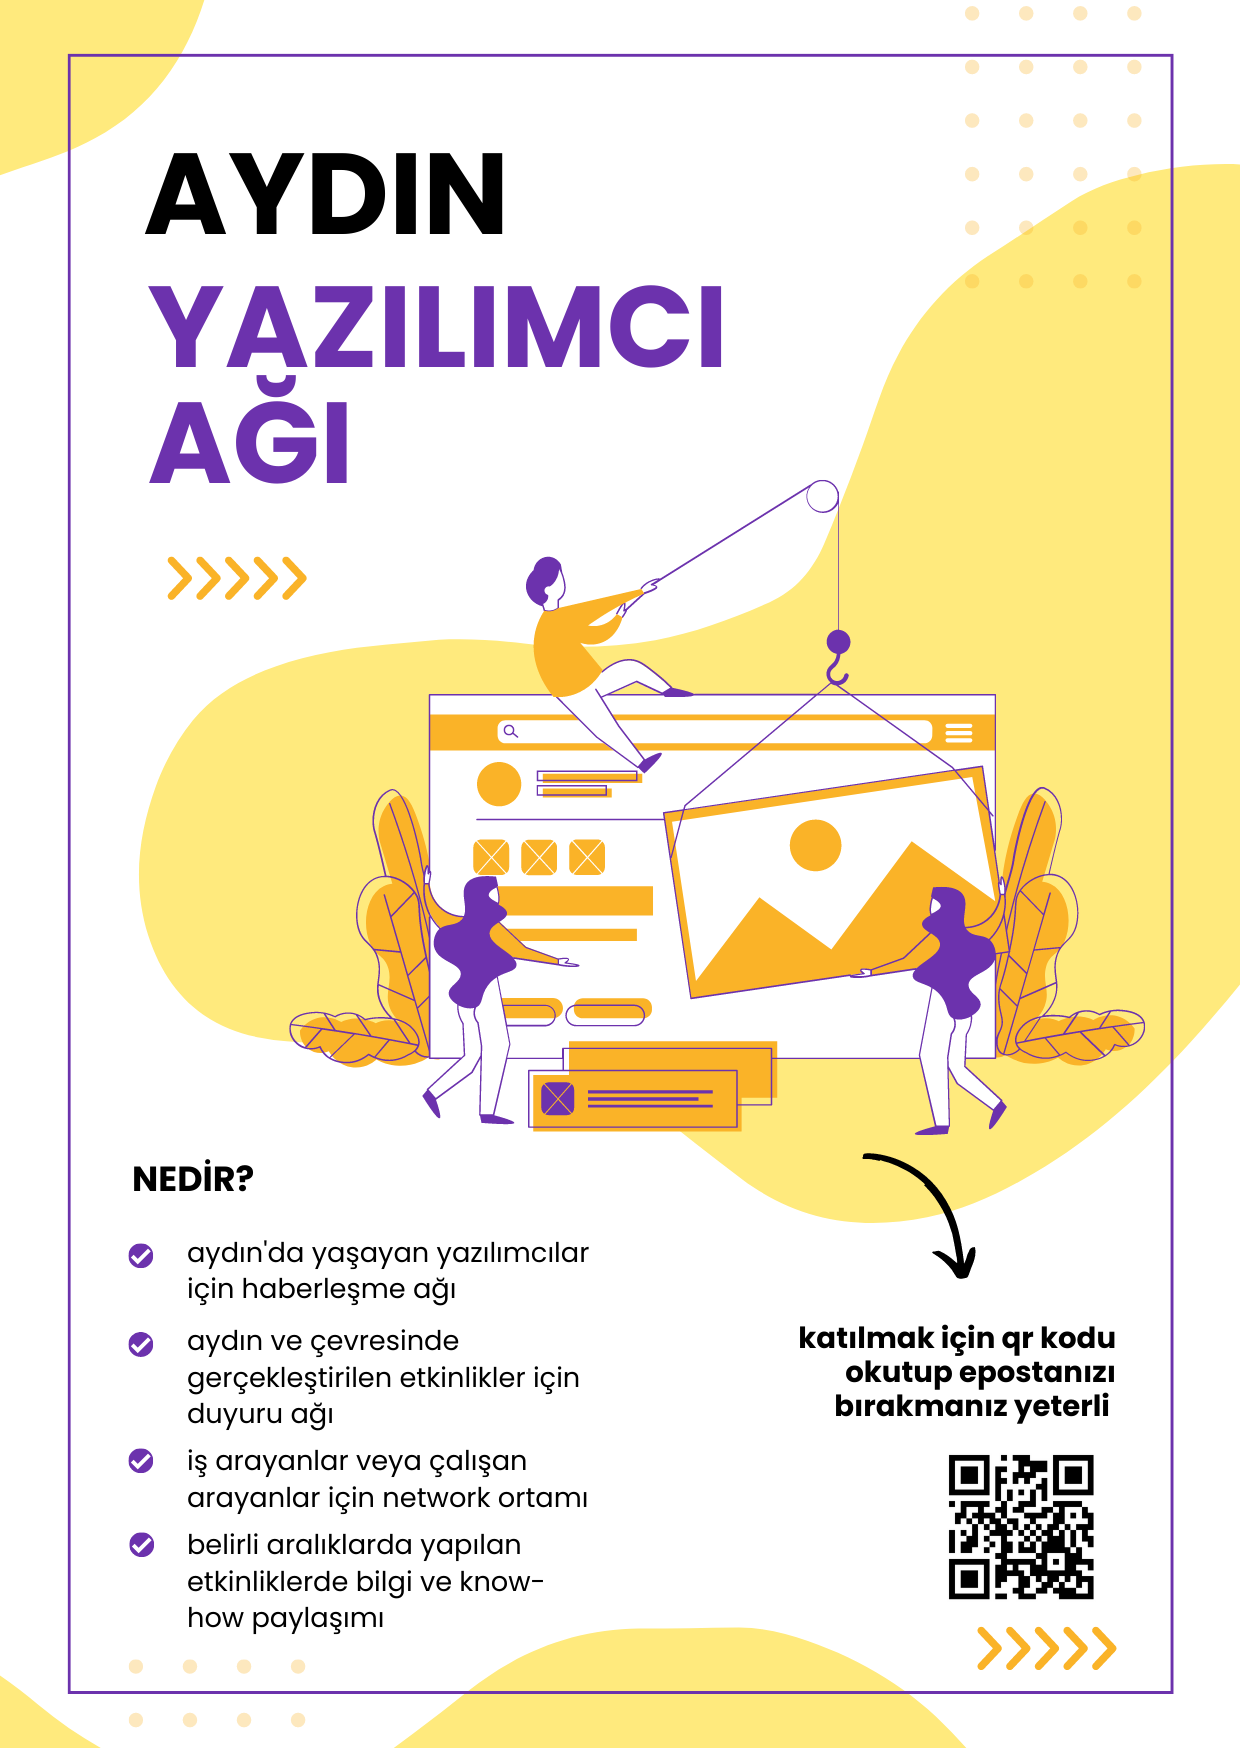 AYDIN
YAZILIMCI
AĞI
NEDİR?
aydın'da yaşayan yazılımcılar
için haberleşme ağı
aydın ve çevresinde
gerçekleştirilen etkinlikler için
duyuru ağı
iş arayanlar veya çalışan
arayanlar için network ortamı
belirli aralıklarda yapılan
etkinliklerde bilgi ve know-
how paylaşımı
katılmak için qr kodu
okutup epostanızı
bırakmanız yeterli